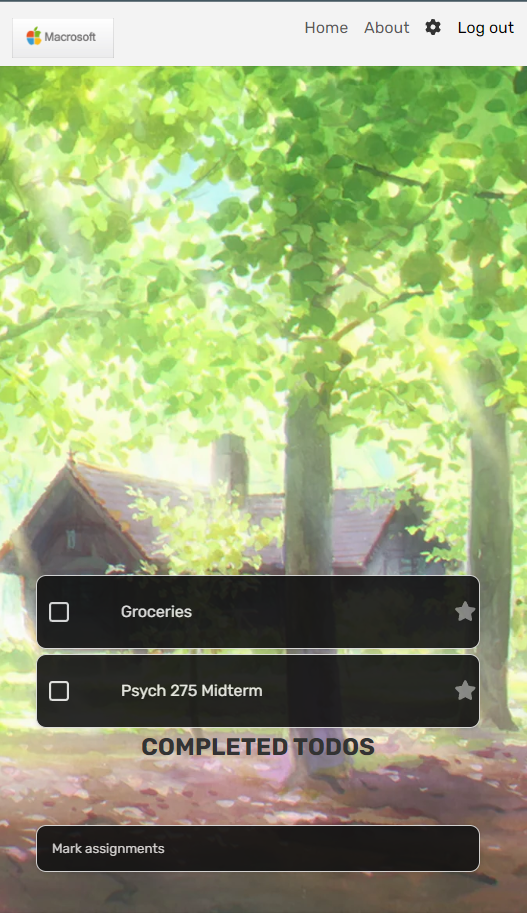 Macrosoft
Home About Log out
Groceries
Psych 275 Midterm
COMPLETED TODOS
Mark assignments